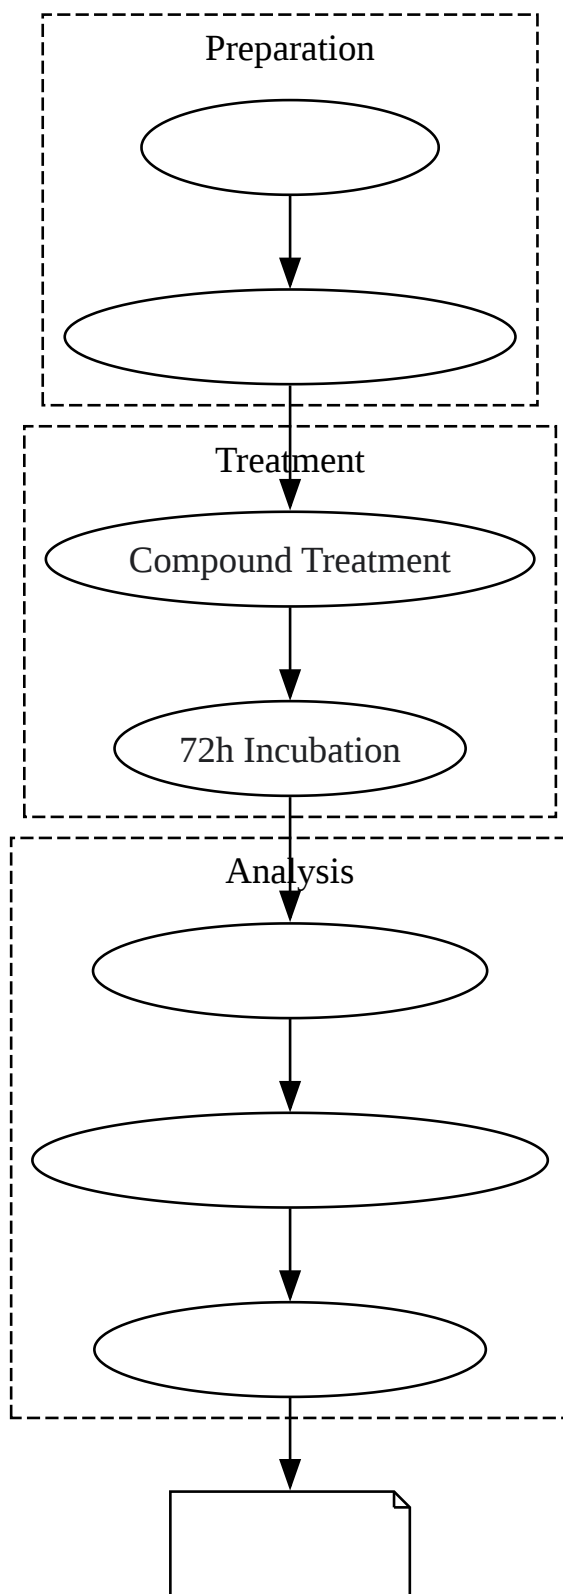 Preparation
Treatment
Compound Treatment
72h Incubation
Analysis